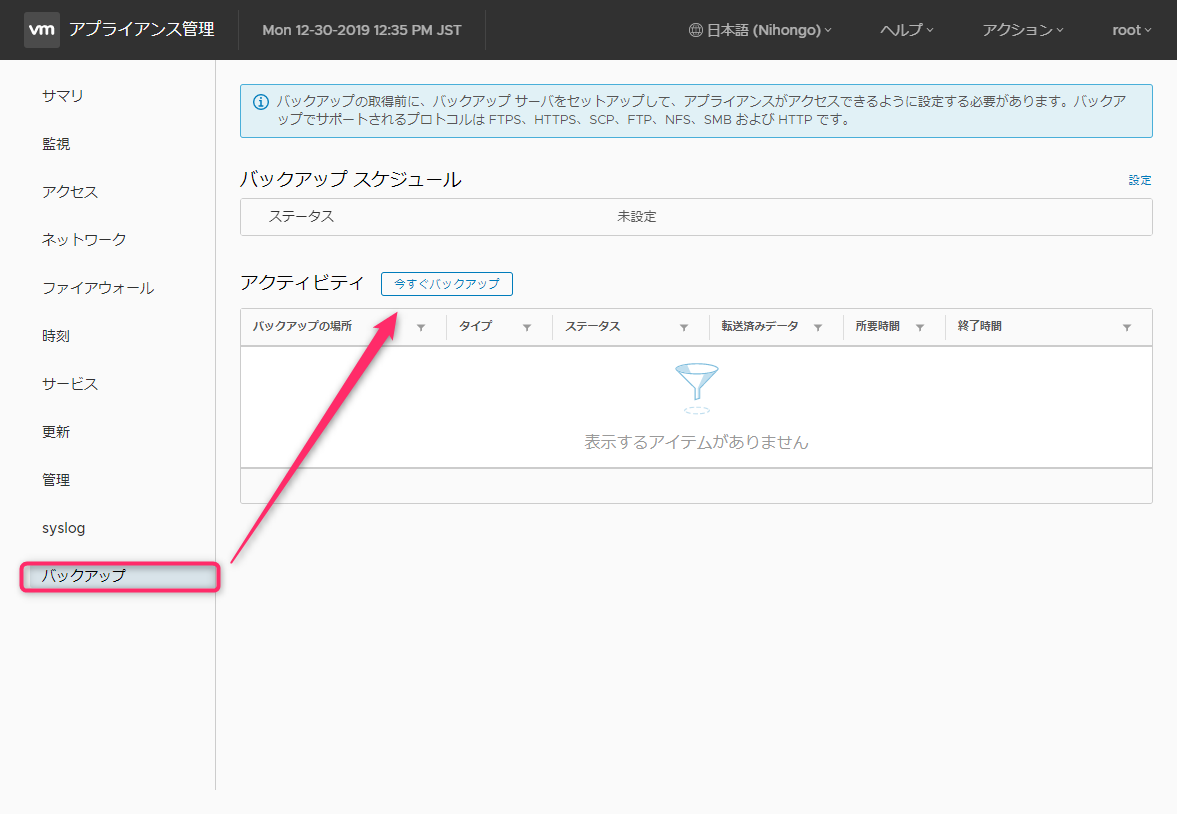 vm アプライアンス管理 Mon 12-30-2019 12:35 PM JST 日本語 (Nihongo) ヘルプ アクション root
サマリ
監視
アクセス
ネットワーク
ファイアウォール
時刻
サービス
更新
管理
syslog
バックアップ
バックアップの取得前に、バックアップ サーバをセットアップして、アプライアンスがアクセスできるように設定する必要があります。バックア
ップでサポートされるプロトコルは FTPS、HTTPS、SCP、FTP、NFS、SMB および HTTP です。
バックアップ スケジュール 設定
ステータス 未設定
アクティビティ 今すぐバックアップ
バックアップの場所 タイプ ステータス 転送済みデータ 所要時間 終了時間
表示するアイテムがありません